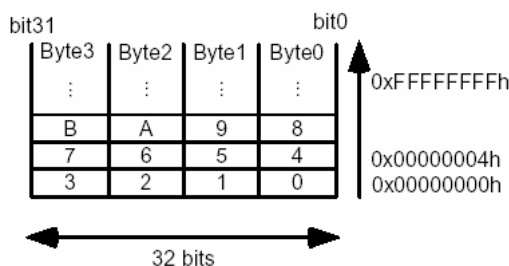 bit31 bit0
Byte3 Byte2 Byte1 Byte0
⋮ ⋮ ⋮ ⋮ 0xFFFFFFFFh
B A 9 8
7 6 5 4 0x00000004h
3 2 1 0 0x00000000h
32 bits